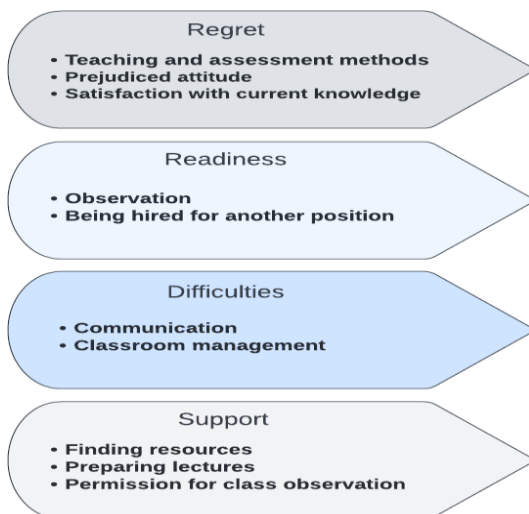 Regret
• Teaching and assessment methods
• Prejudiced attitude
• Satisfaction with current knowledge
Readiness
• Observation
• Being hired for another position
Difficulties
• Communication
• Classroom management
Support
• Finding resources
• Preparing lectures
• Permission for class observation